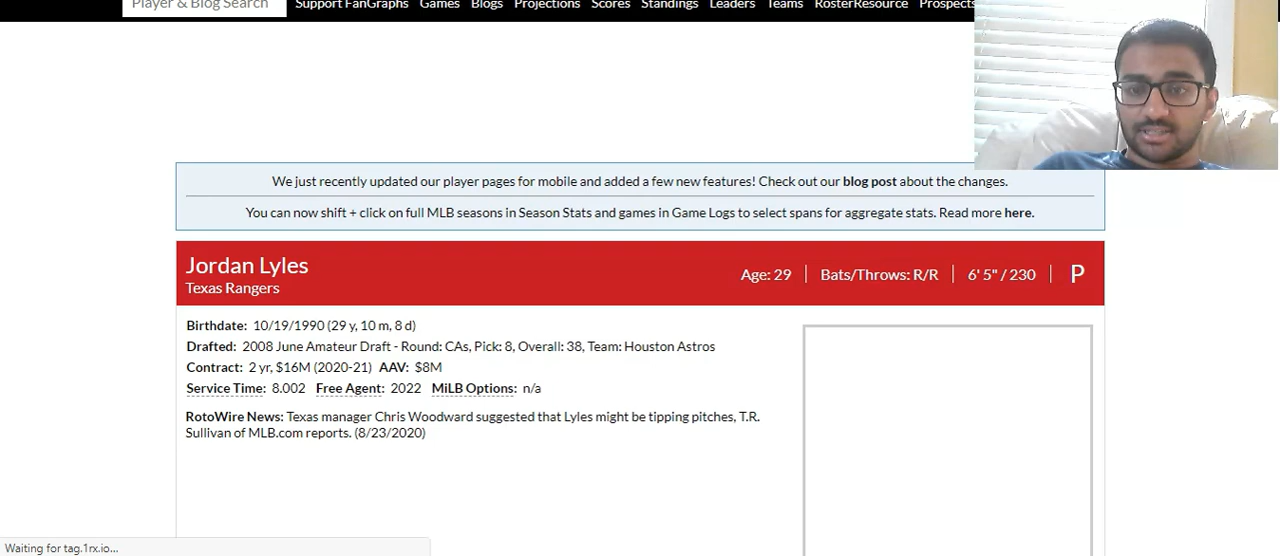 Player & Blog Search Support FanGraphs Games Blogs Projections Scores Standings Leaders Teams RosterResource Prospects
We just recently updated our player pages for mobile and added a few new features! Check out our blog post about the changes.
You can now shift + click on full MLB seasons in Season Stats and games in Game Logs to select spans for aggregate stats. Read more here.
Jordan Lyles
Texas Rangers
Age: 29 Bats/Throws: R/R 6' 5" / 230 P
Birthdate: 10/19/1990 (29 y, 10 m, 8 d)
Drafted: 2008 June Amateur Draft - Round: CAs, Pick: 8, Overall: 38, Team: Houston Astros
Contract: 2 yr, $16M (2020-21) AAV: $8M
Service Time: 8.002 Free Agent: 2022 MiLB Options: n/a
RotoWire News: Texas manager Chris Woodward suggested that Lyles might be tipping pitches, T.R.
Sullivan of MLB.com reports. (8/23/2020)
Waiting for tag.1rx.io...